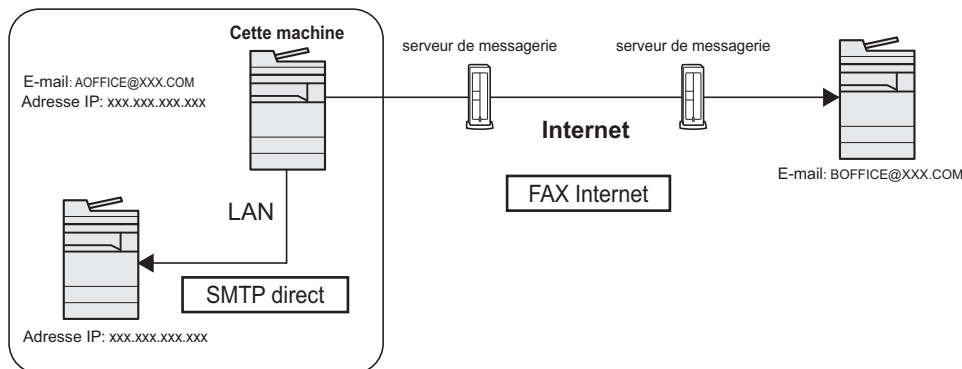 Cette machine
serveur de messagerie
serveur de messagerie
E-mail: AOFFICE@XXX.COM
Adresse IP: xxx.xxx.xxx.xxx
Internet
E-mail: BOFFICE@XXX.COM
FAX Internet
LAN
SMTP direct
Adresse IP: xxx.xxx.xxx.xxx